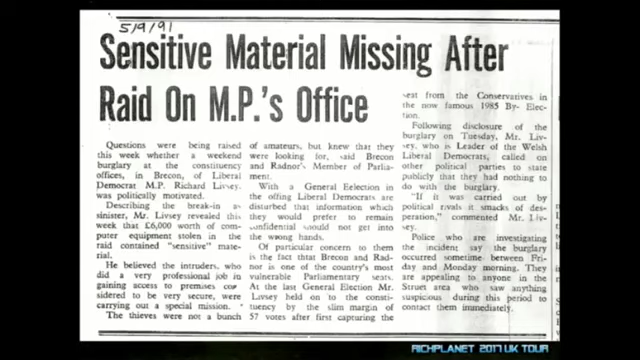 5/9/91
Sensitive Material Missing After
Raid On M.P.'s Office
Questions were being raised
this week whether a weekend
burglary at the constituency
offices, in Brecon, of Liberal
Democrat M.P. Richard Livsey,
was politically motivated.
Describing the break-in as
sinister, Mr. Livsey revealed this
week that £6,000 worth of com-
puter equipment stolen in the
raid contained "sensitive" mate-
rial.
He believed the intruders, who
did a very professional job in
gaining access to premises con-
sidered to be very secure, were
carrying out a special mission.
The thieves were not a bunch
of amateurs, but knew that they
were looking for, said Brecon
and Radnor's Member of Parlia-
ment.
With a General Eelection in
the offing Liberal Democrats are
disturbed that information which
they would prefer to remain
confidential should not get into
the wrong hands.
Of particular concern to them
is the fact that Brecon and Rad-
nor is one of the country's most
vulnerable Parliamentary seats.
At the last General Election Mr.
Livsey held on to the consti-
tuency by the slim margin of
57 votes after first capturing the
seat from the Conservatives in
the now famous 1985 By- Elec-
tion.
Following disclosure of the
burglary on Tuesday, Mr. Liv-
sey, who is Leader of the Welsh
Liberal Democrats, called on
other political parties to state
publicly that they had nothing to
do with the burglary.
"If it was carried out by
political rivals it smacks of des-
peration," commented Mr. Liv-
sey.
Police who are investigating
the incident say the burglary
occurred sometime between Fri-
day and Monday morning. They
are appealing to anyone in the
Struet area who saw anything
suspicious during this period to
contact them immediately.
RICHPLANET 2017 UK TOUR